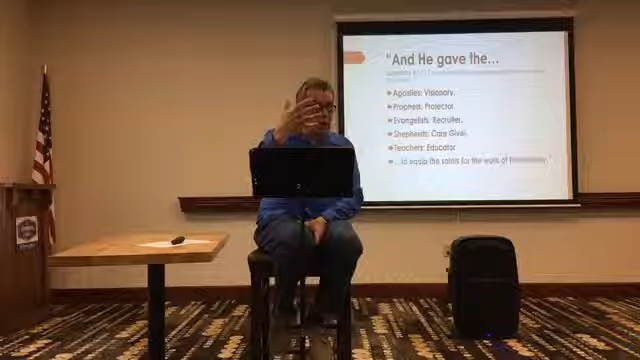 "And He gave the...
Apostles: Visionary.
Prophets: Protector.
Evangelists: Recruiter.
Shepherds: Care Giver.
Teachers: Educator
... to equip the saints for the work of